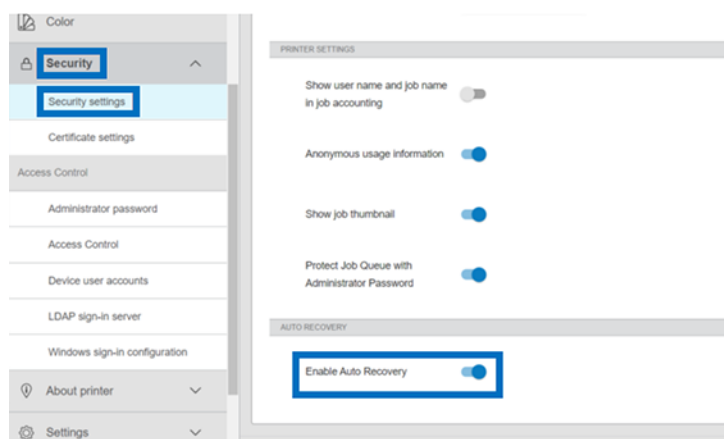 Color
Security
Security settings
Certificate settings
Access Control
Administrator password
Access Control
Device user accounts
LDAP sign-in server
Windows sign-in configuration
About printer
Settings
PRINTER SETTINGS
Show user name and job name
in job accounting
Anonymous usage information
Show job thumbnail
Protect Job Queue with
Administrator Password
AUTO RECOVERY
Enable Auto Recovery